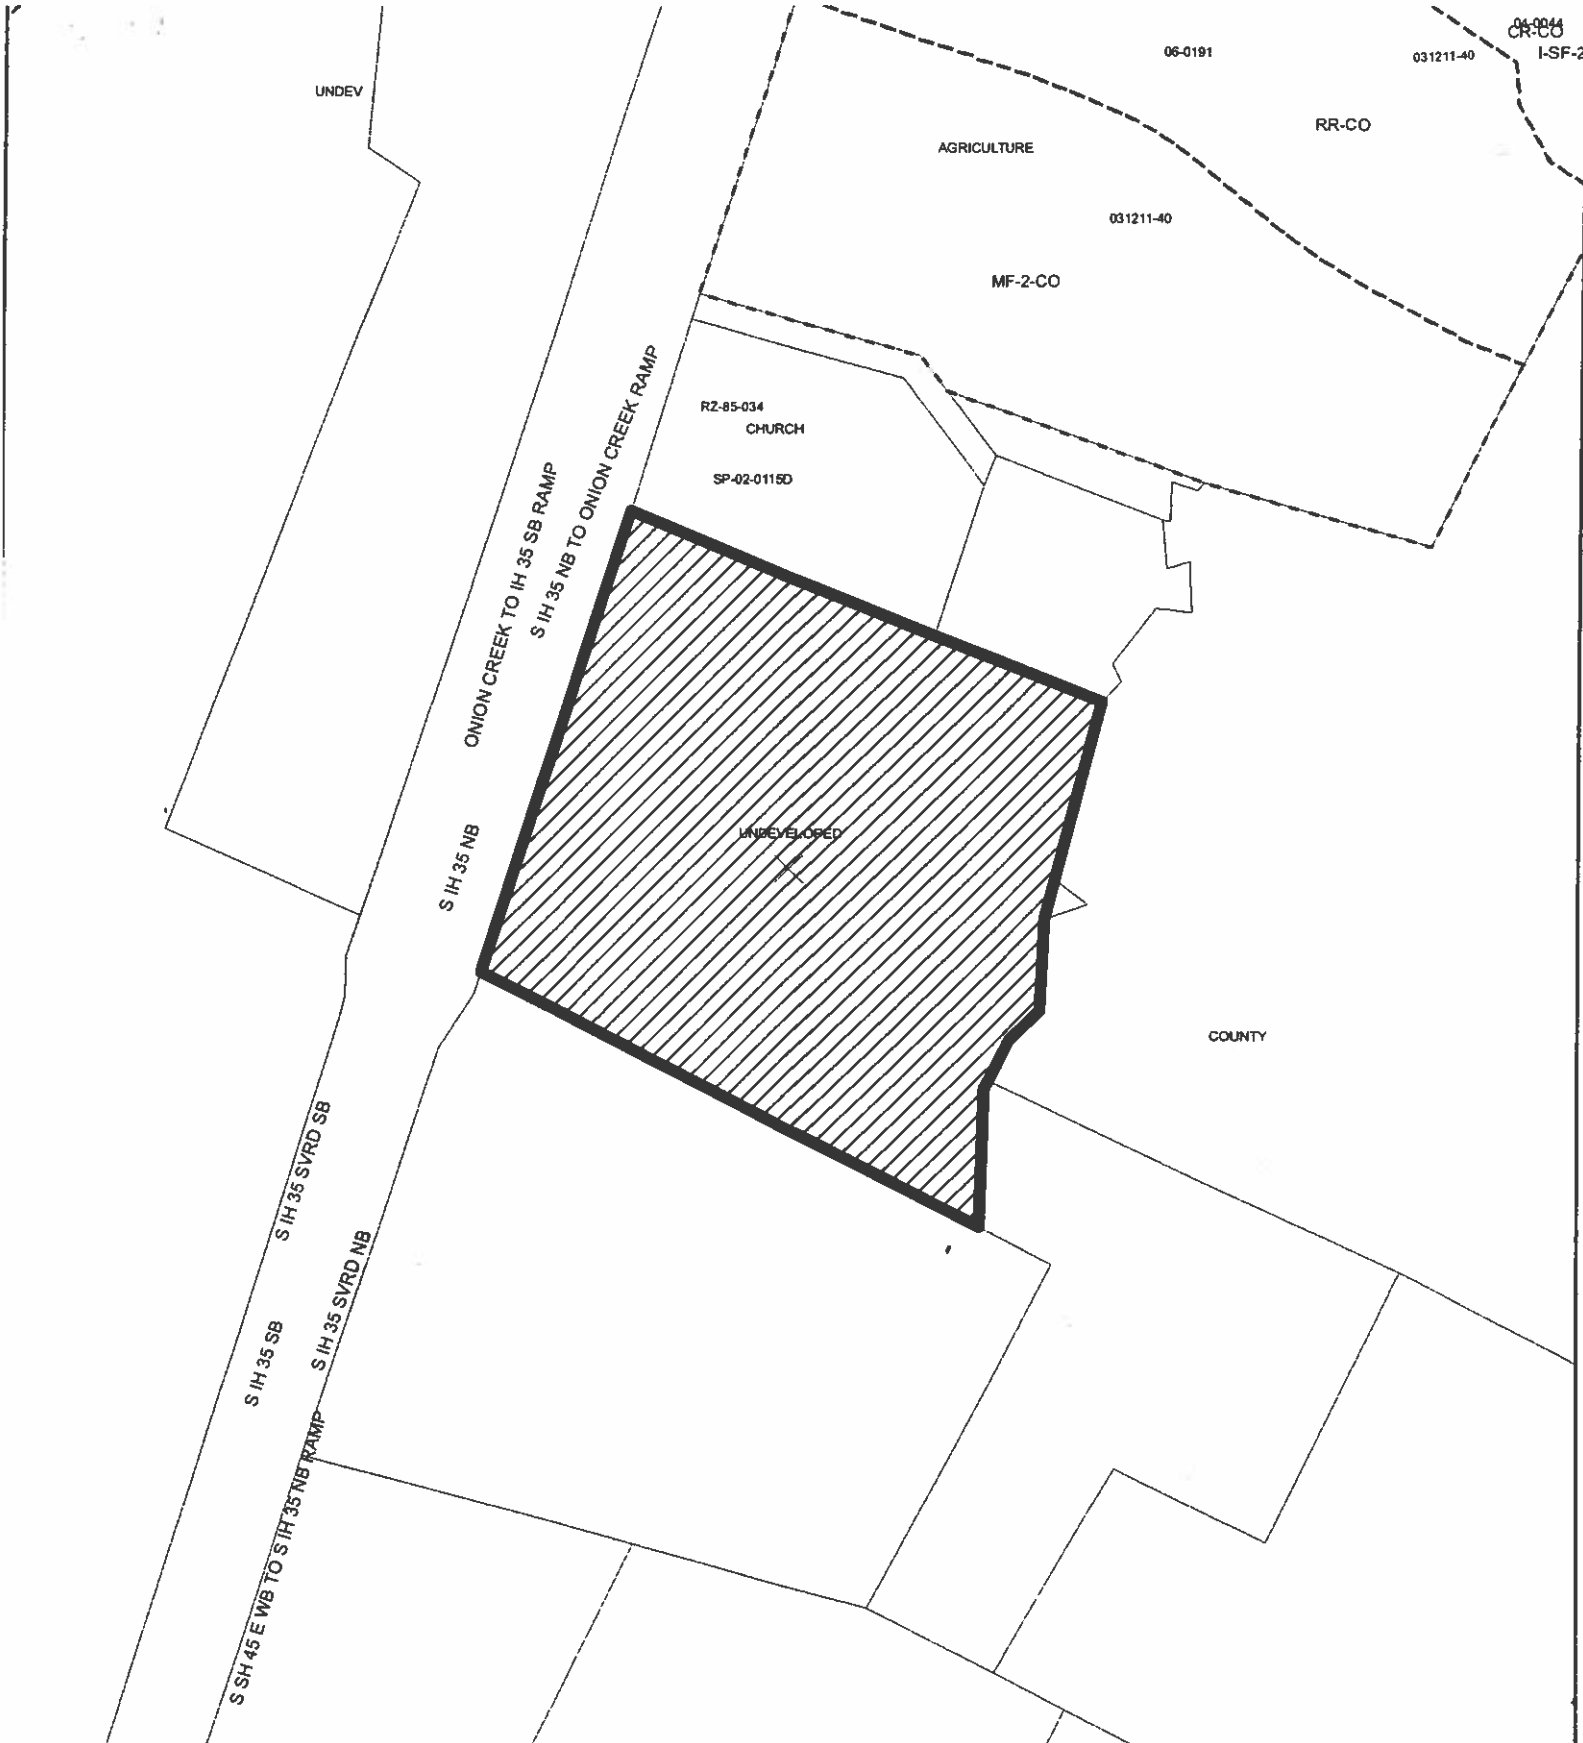 04-0044
CR-CO
I-SF-2
06-0191
031211-40
UNDEV
RR-CO
AGRICULTURE
031211-40
MF-2-CO
RZ-85-034
CHURCH
SP-02-0115D
ONION CREEK TO IH 35 SB RAMP
S IH 35 NB TO ONION CREEK RAMP
UNDEVELOPED
S IH 35 NB
COUNTY
S IH 35 SVRD SB
S IH 35 SVRD NB
S IH 35 SB
S SH 45 E WB TO S IH 35 NB RAMP